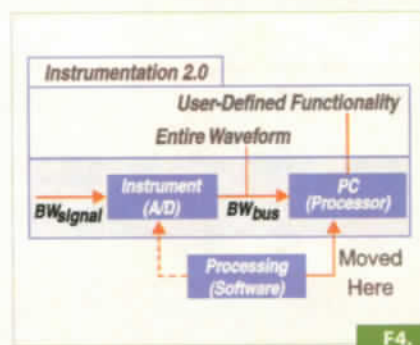 Instrumentation 2.0
User-Defined Functionality
Entire Waveform
BWsignal
Instrument
(A/D)
BWbus
PC
(Processor)
Processing
(Software)
Moved
Here
F4.